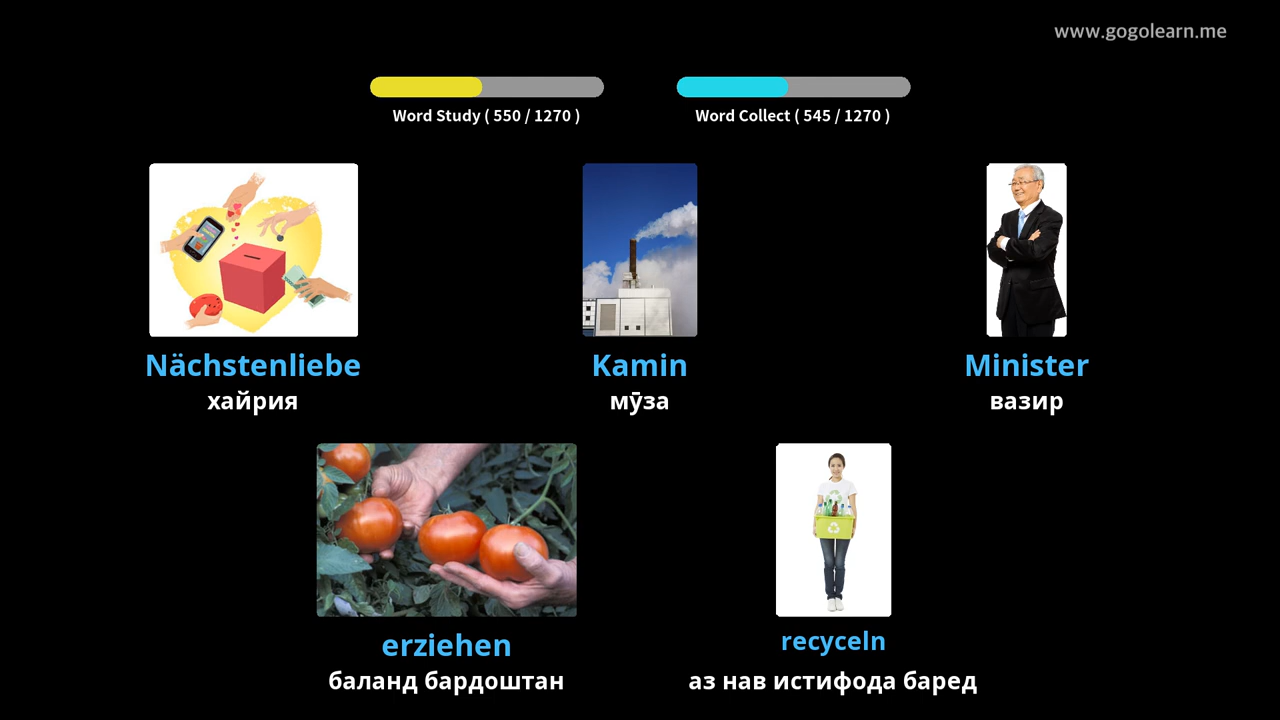 www.gogolearn.me
Word Study ( 550 / 1270 )
Word Collect ( 545 / 1270 )
Nächstenliebe
хайрия
Kamin
мӯза
Minister
вазир
erziehen
баланд бардоштан
recyceln
аз нав истифода баред